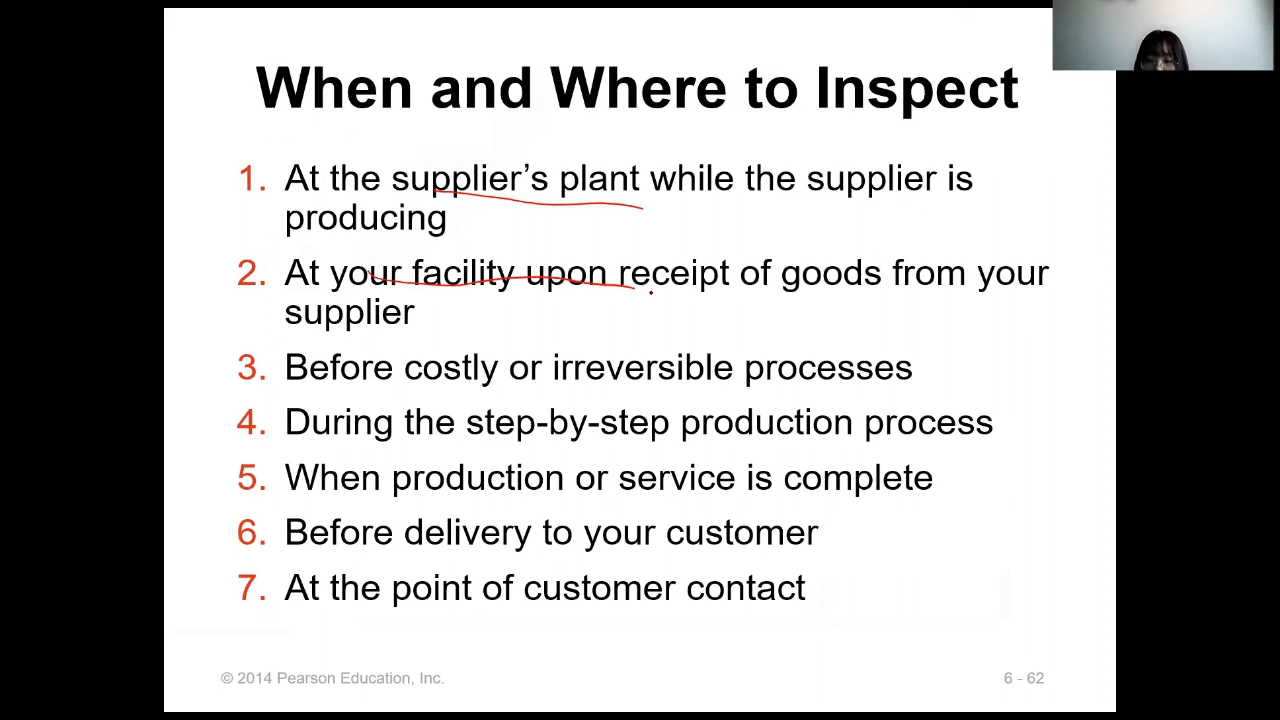 When and Where to Inspect
1. At the supplier’s plant while the supplier is
producing
2. At your facility upon receipt of goods from your
supplier
3. Before costly or irreversible processes
4. During the step-by-step production process
5. When production or service is complete
6. Before delivery to your customer
7. At the point of customer contact
© 2014 Pearson Education, Inc.
6 - 62